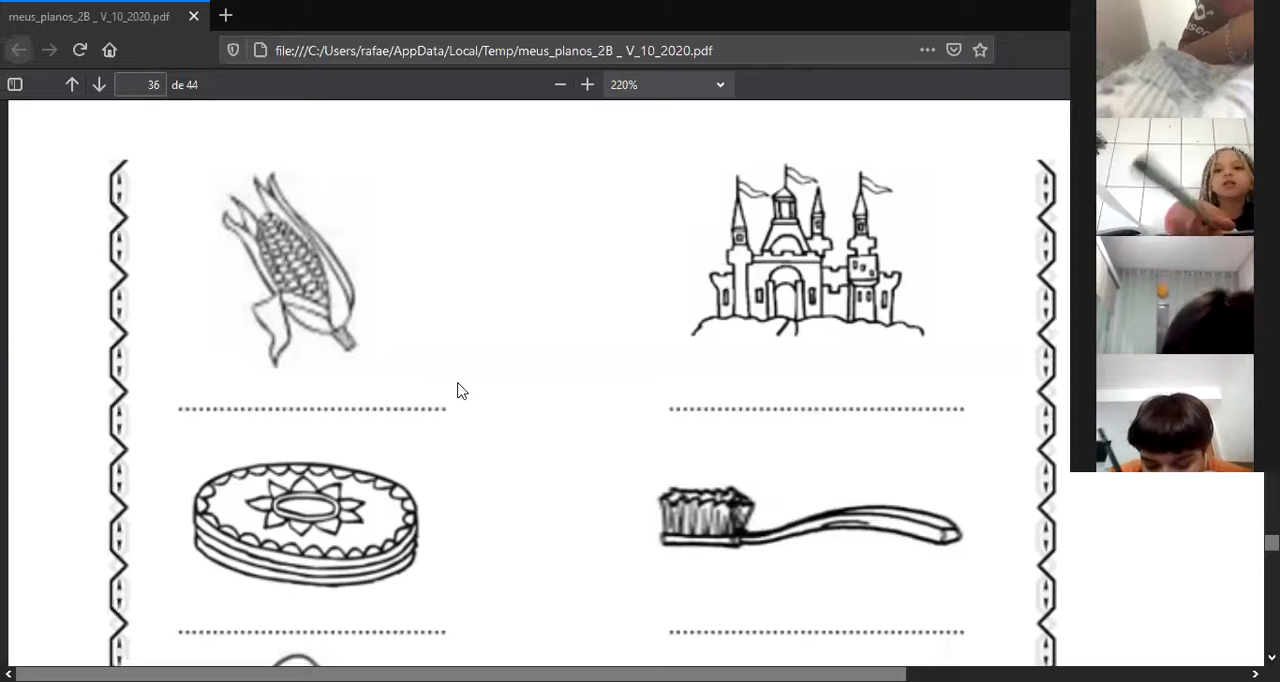 meus_planos_2B _ V_10_2020.pdf
file:///C:/Users/rafae/AppData/Local/Temp/meus_planos_2B _ V_10_2020.pdf
36 de 44
220%